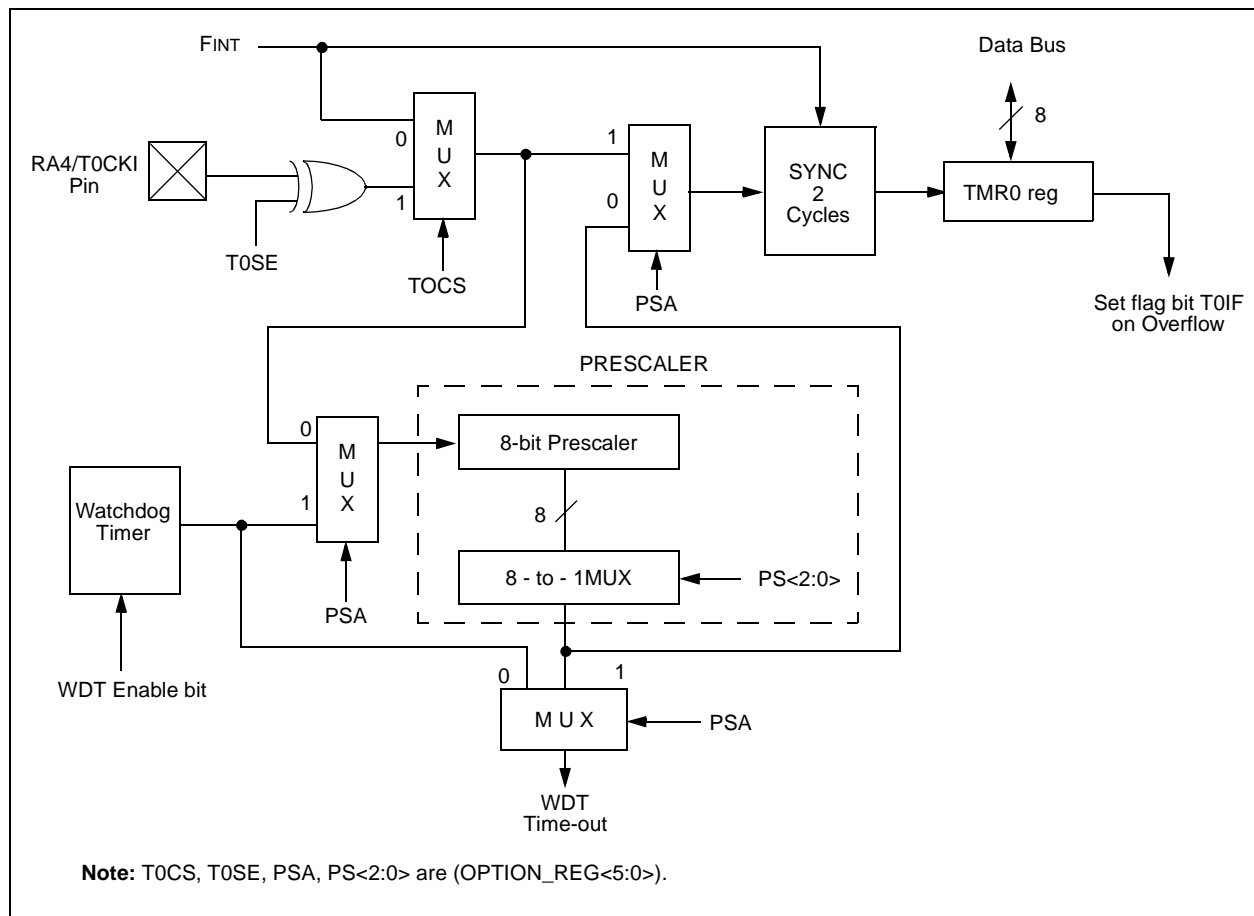 FINT
Data Bus
8
RA4/T0CKI
Pin
0
M
U
X
1
T0SE
TOCS
1
M
U
X
0
PSA
SYNC
2
Cycles
TMR0 reg
Set flag bit T0IF
on Overflow
PRESCALER
0
M
U
X
1
8-bit Prescaler
Watchdog
Timer
8
8 - to - 1MUX
PS<2:0>
PSA
WDT Enable bit
0
1
M U X
PSA
WDT
Time-out
Note: T0CS, T0SE, PSA, PS<2:0> are (OPTION_REG<5:0>).